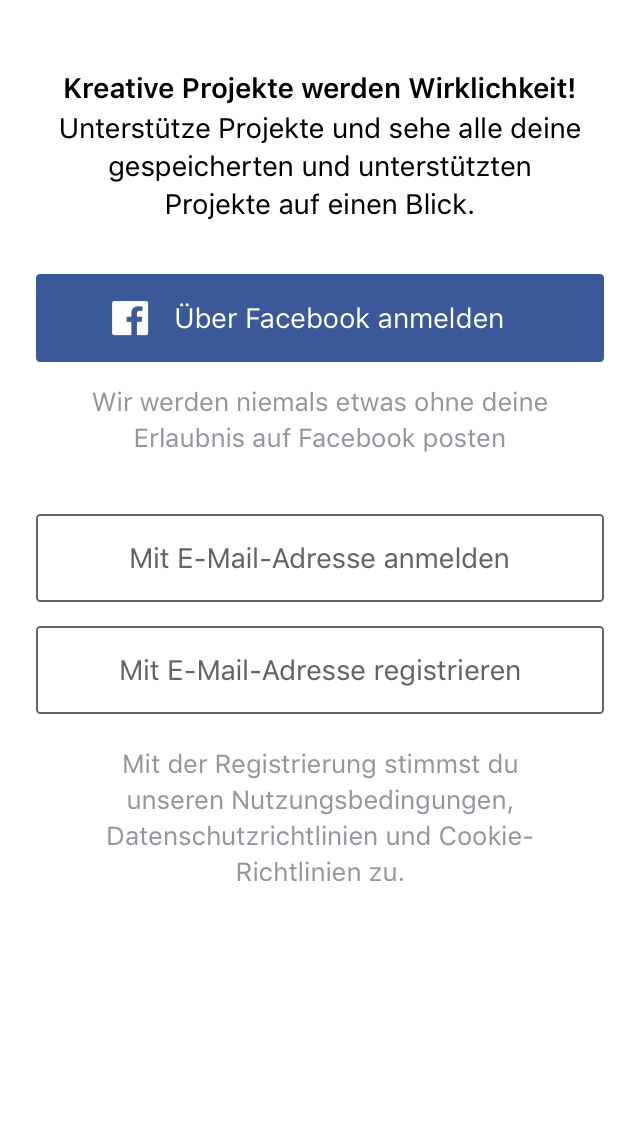 Kreative Projekte werden Wirklichkeit!
Unterstütze Projekte und sehe alle deine
gespeicherten und unterstützten
Projekte auf einen Blick.
Über Facebook anmelden
Wir werden niemals etwas ohne deine
Erlaubnis auf Facebook posten
Mit E-Mail-Adresse anmelden
Mit E-Mail-Adresse registrieren
Mit der Registrierung stimmst du
unseren Nutzungsbedingungen,
Datenschutzrichtlinien und Cookie-
Richtlinien zu.